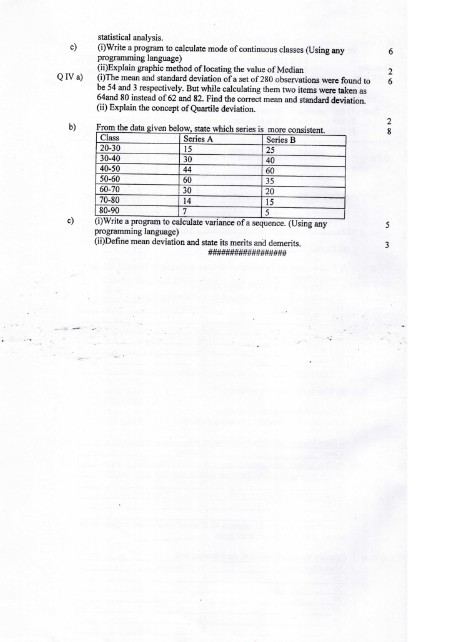 statistical analysis.
c) (i)Write a program to calculate mode of continuous classes (Using any 6
programming language)
(ii)Explain graphic method of locating the value of Median 2
Q IV a) (i)The mean and standard deviation of a set of 280 observations were found to 6
be 54 and 3 respectively. But while calculating them two items were taken as
64and 80 instead of 62 and 82. Find the correct mean and standard deviation.
(ii) Explain the concept of Quartile deviation. 2
b) From the data given below, state which series is more consistent. 8
Class Series A Series B
20-30 15 25
30-40 30 40
40-50 44 60
50-60 60 35
60-70 30 20
70-80 14 15
80-90 7 5
c) (i)Write a program to calculate variance of a sequence. (Using any 5
programming language)
(ii)Define mean deviation and state its merits and demerits. 3
##################